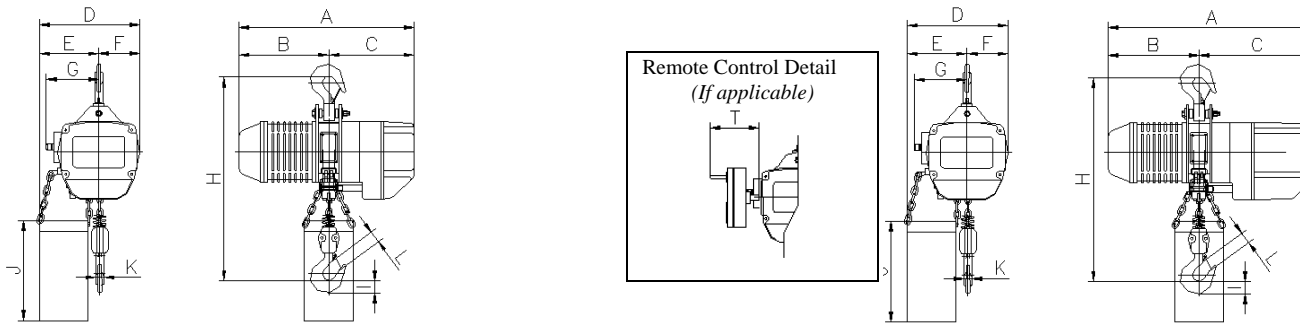 D
E F
G
J
K
A
B C
H
L
I
Remote Control Detail
(If applicable)
T
D
E F
G
K
A
B C
H
L
I